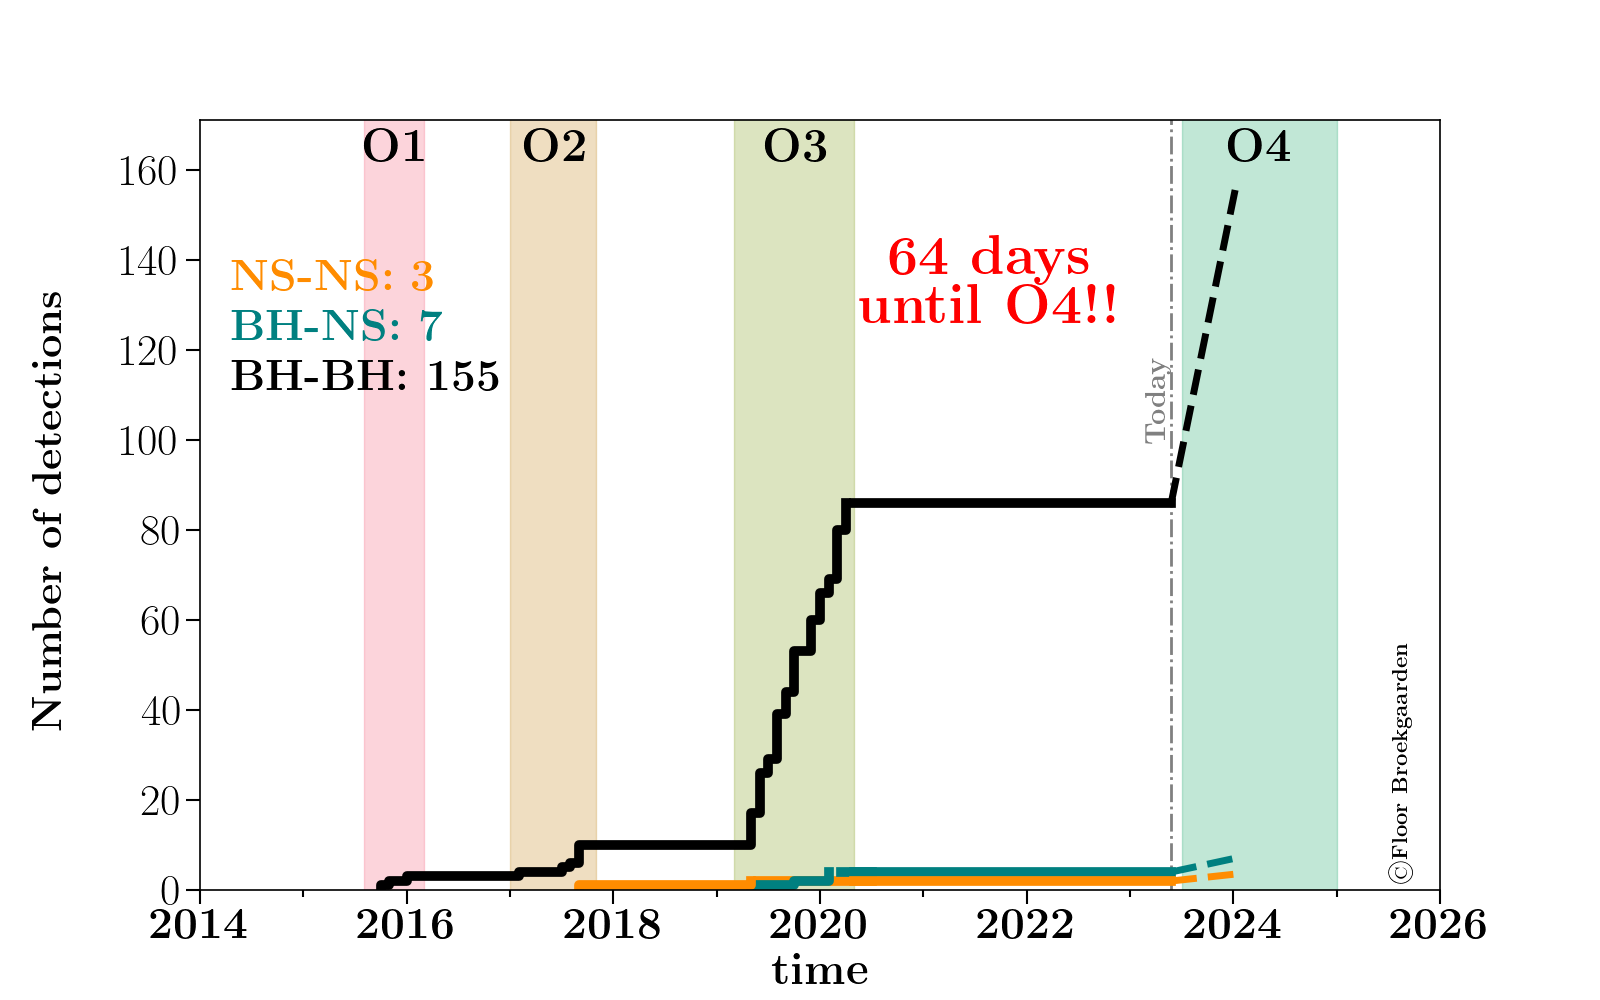 O1 O2 O3 O4
160
140
120
100
80
60
40
20
0
Number of detections
NS-NS: 3
BH-NS: 7
BH-BH: 155
64 days
until O4!!
Today
©Floor Broekgaarden
2014 2016 2018 2020 2022 2024 2026
time